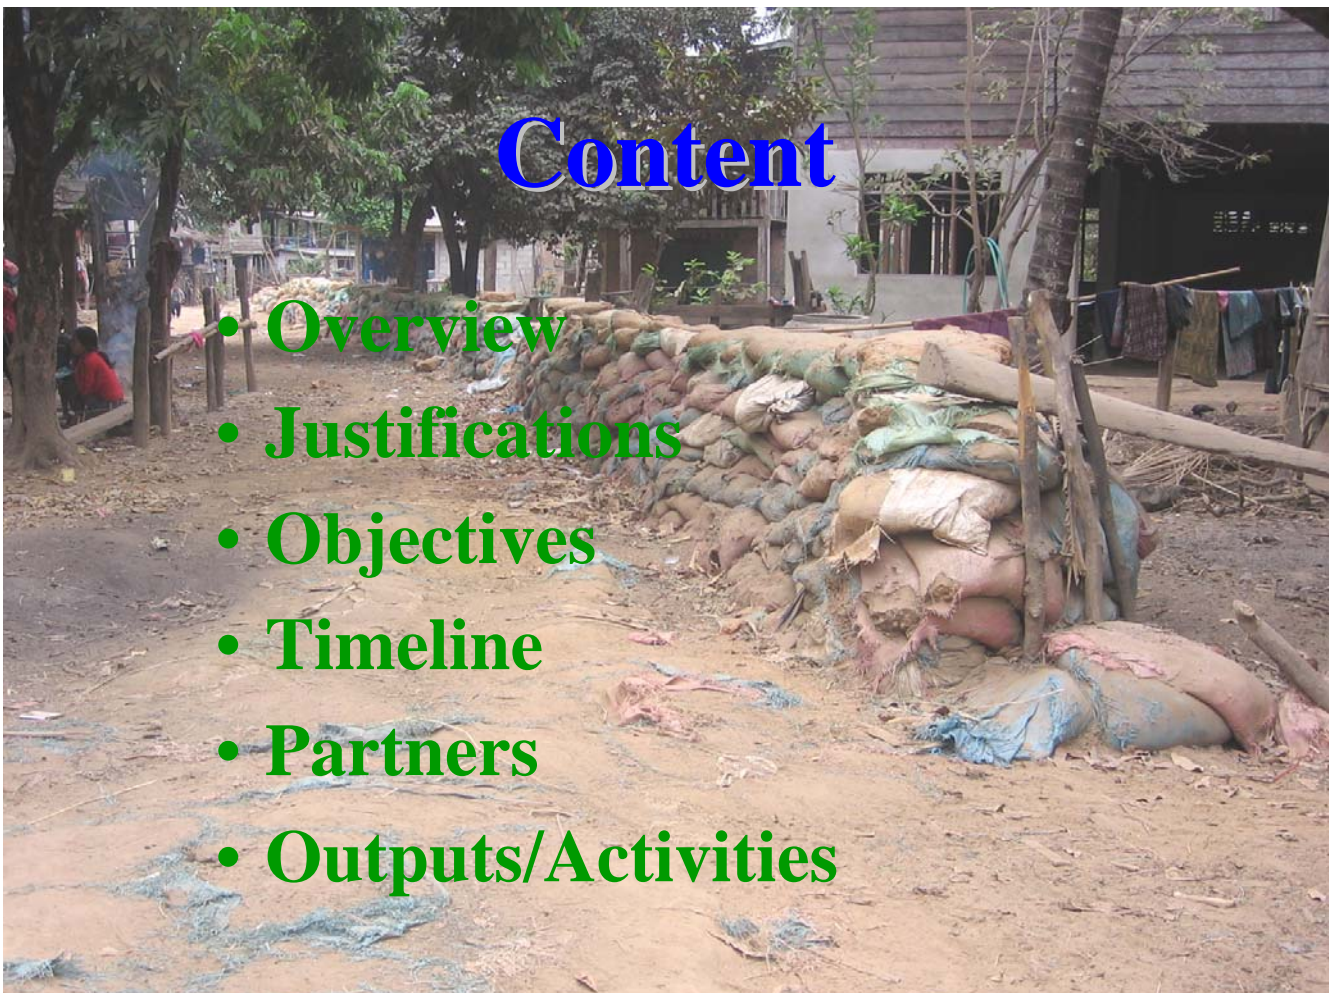 Content
• Overview
• Justifications
• Objectives
• Timeline
• Partners
• Outputs/Activities